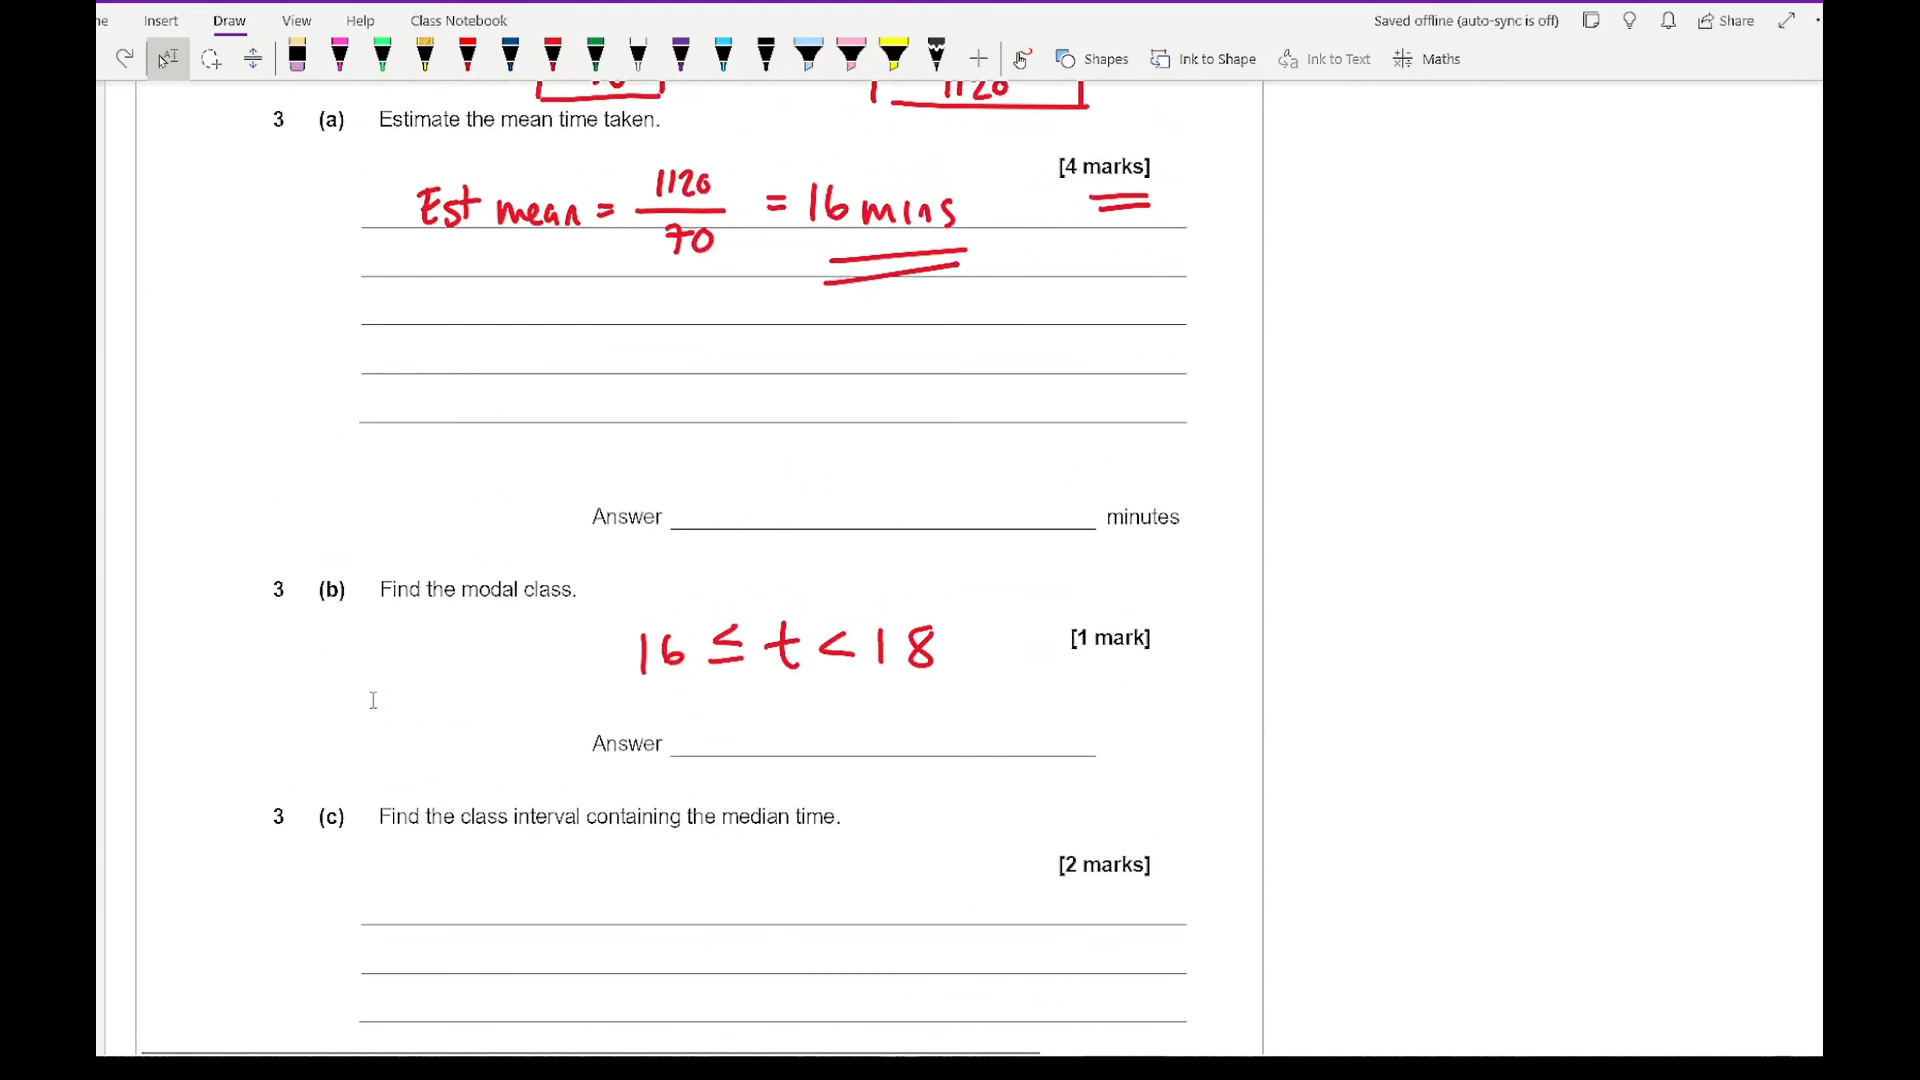 Insert Draw View Help Class Notebook Saved offline (auto-sync is off) Share
Shapes Ink to Shape Ink to Text Maths
1120
3 (a) Estimate the mean time taken.
[4 marks]
Est mean = 1120 / 70 = 16 mins
Answer minutes
3 (b) Find the modal class.
16 ≤ t < 18 [1 mark]
Answer
3 (c) Find the class interval containing the median time.
[2 marks]